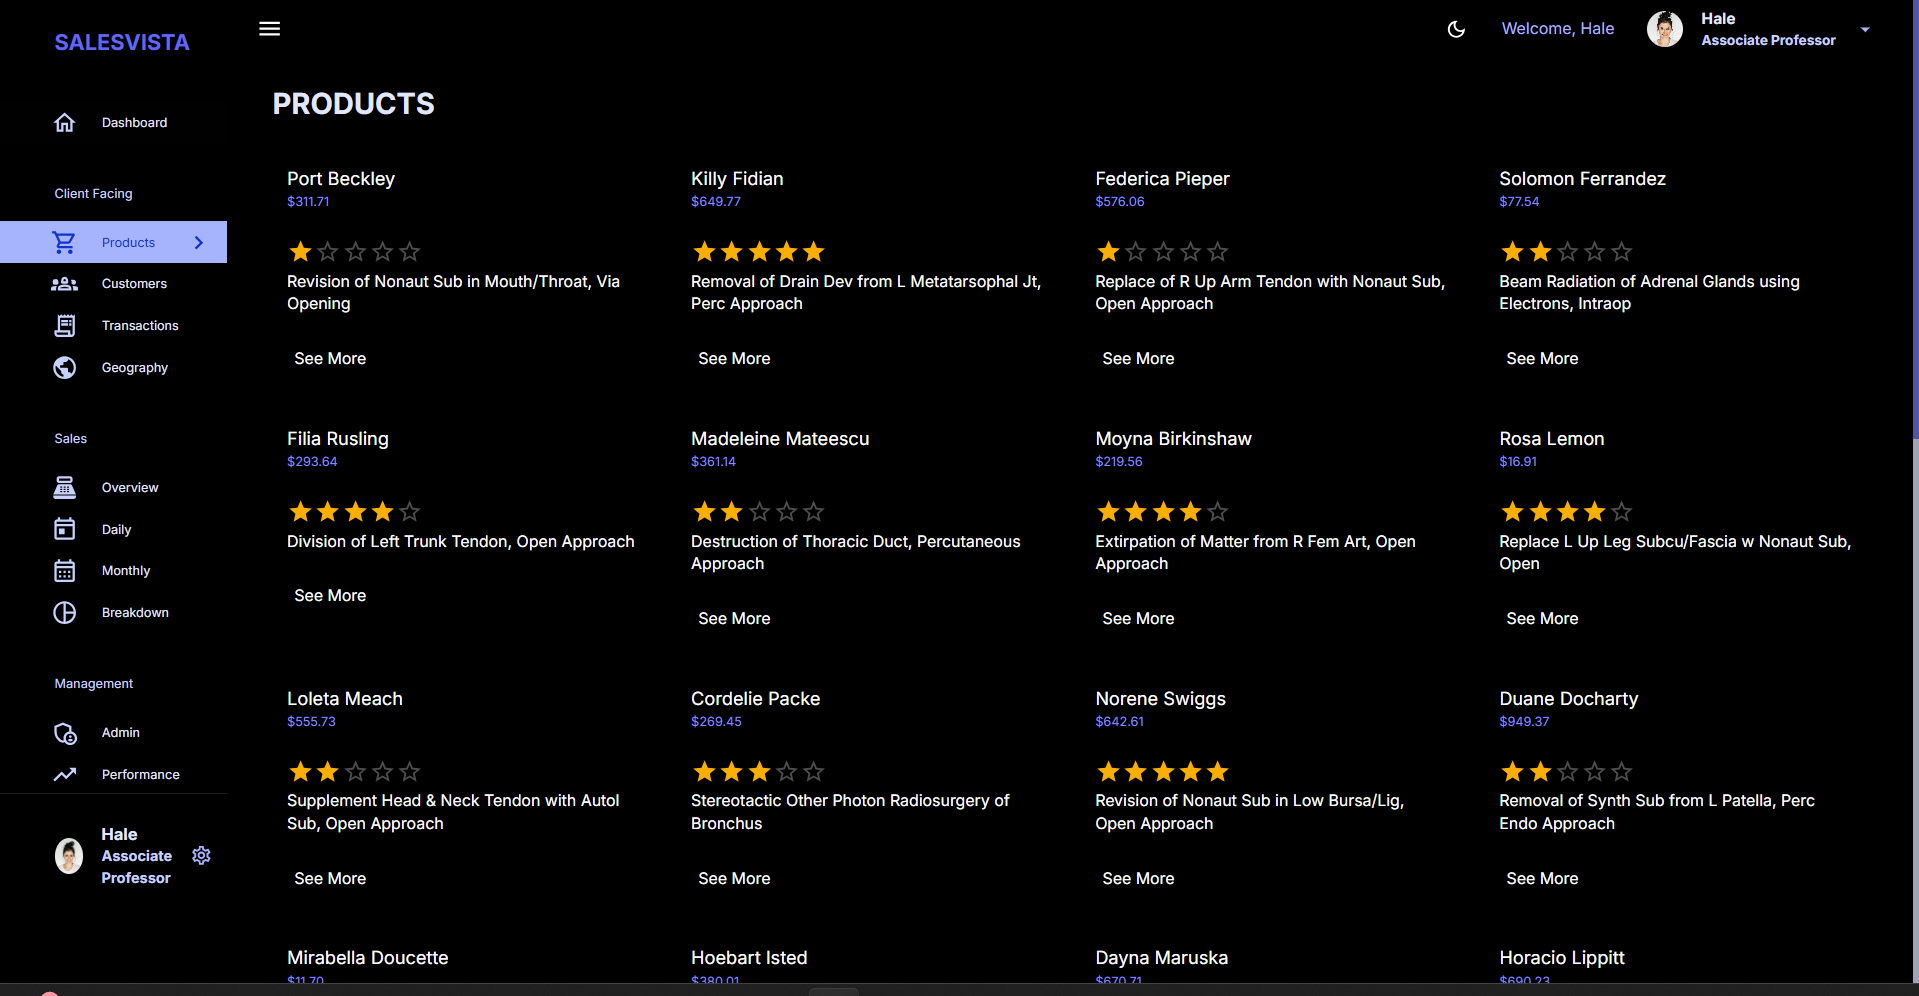 SALESVISTA
Welcome, Hale
Hale
Associate Professor
Dashboard
Client Facing
Products
Customers
Transactions
Geography
Sales
Overview
Daily
Monthly
Breakdown
Management
Admin
Performance
Hale
Associate
Professor
PRODUCTS
Port Beckley
$311.71
Revision of Nonaut Sub in Mouth/Throat, Via
Opening
See More
Killy Fidian
$649.77
Removal of Drain Dev from L Metatarsophal Jt,
Perc Approach
See More
Federica Pieper
$576.06
Replace of R Up Arm Tendon with Nonaut Sub,
Open Approach
See More
Solomon Ferrandez
$77.54
Beam Radiation of Adrenal Glands using
Electrons, Intraop
See More
Filia Rusling
$293.64
Division of Left Trunk Tendon, Open Approach
See More
Madeleine Mateescu
$361.14
Destruction of Thoracic Duct, Percutaneous
Approach
See More
Moyna Birkinshaw
$219.56
Extirpation of Matter from R Fem Art, Open
Approach
See More
Rosa Lemon
$16.91
Replace L Up Leg Subcu/Fascia w Nonaut Sub,
Open
See More
Loleta Meach
$555.73
Supplement Head & Neck Tendon with Autol
Sub, Open Approach
See More
Cordelie Packe
$269.45
Stereotactic Other Photon Radiosurgery of
Bronchus
See More
Norene Swiggs
$642.61
Revision of Nonaut Sub in Low Bursa/Lig,
Open Approach
See More
Duane Docharty
$949.37
Removal of Synth Sub from L Patella, Perc
Endo Approach
See More
Mirabella Doucette
$11.70
Hoebart Isted
$380.01
Dayna Maruska
$670.71
Horacio Lippitt
$690.23